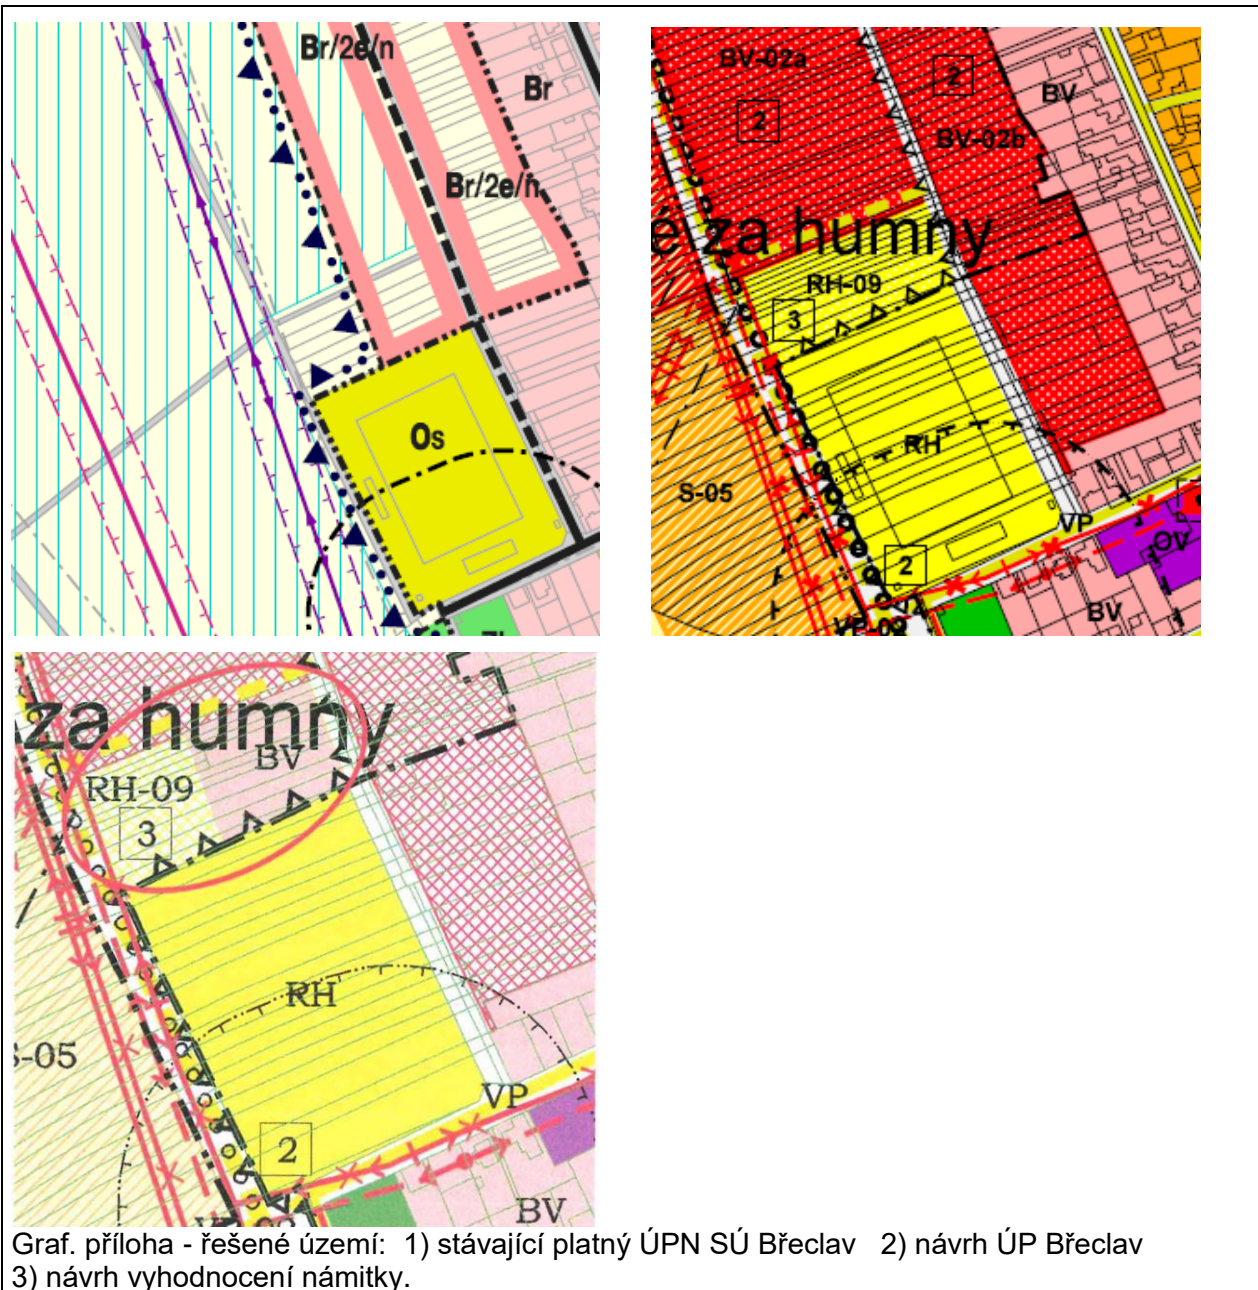 Br/2e/n
Br
Br/2e/n
Os
BV-02a
2
2
BV
BV-02b
é za humny
RH-09
3
RH
S-05
VP
OV
2
BV
VP-09
za humny
BV
RH-09
3
RH
-05
VP
2
BV
Graf. příloha - řešené území:  1) stávající platný ÚPN SÚ Břeclav  2) návrh ÚP Břeclav
3) návrh vyhodnocení námitky.